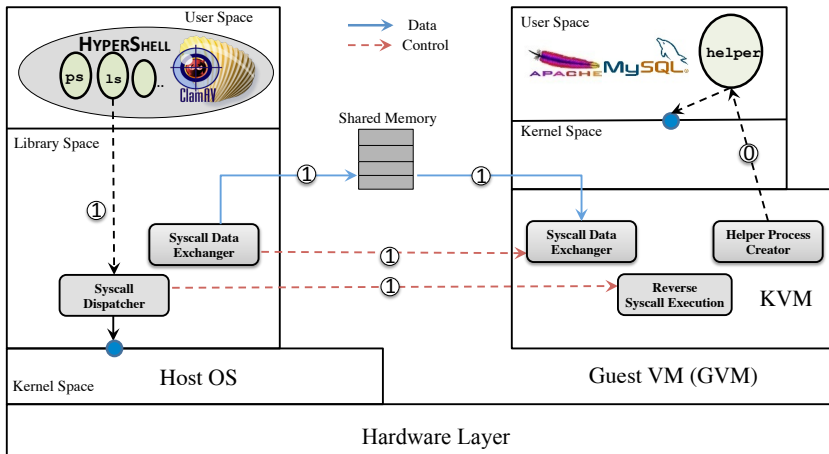 User Space
HYPERSHELL
ps
ls
..
ClamAV
Data
Control
User Space
APACHE
MySQL®
helper
Library Space
Shared Memory
Kernel Space
0
1
1
1
Syscall Data
Exchanger
Syscall Data
Exchanger
Helper Process
Creator
1
Syscall
Dispatcher
1
Reverse
Syscall Execution
KVM
Host OS
Guest VM (GVM)
Kernel Space
Hardware Layer